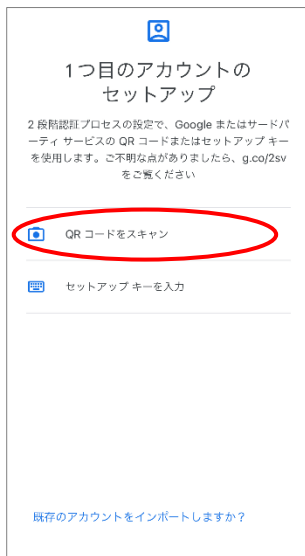 1つ目のアカウントの
セットアップ
2 段階認証プロセスの設定で、Google またはサードパ
ーティ サービスの QR コードまたはセットアップ キー
を使用します。ご不明な点がありましたら、g.co/2sv
をご覧ください
QR コードをスキャン
セットアップ キーを入力
既存のアカウントをインポートしますか？